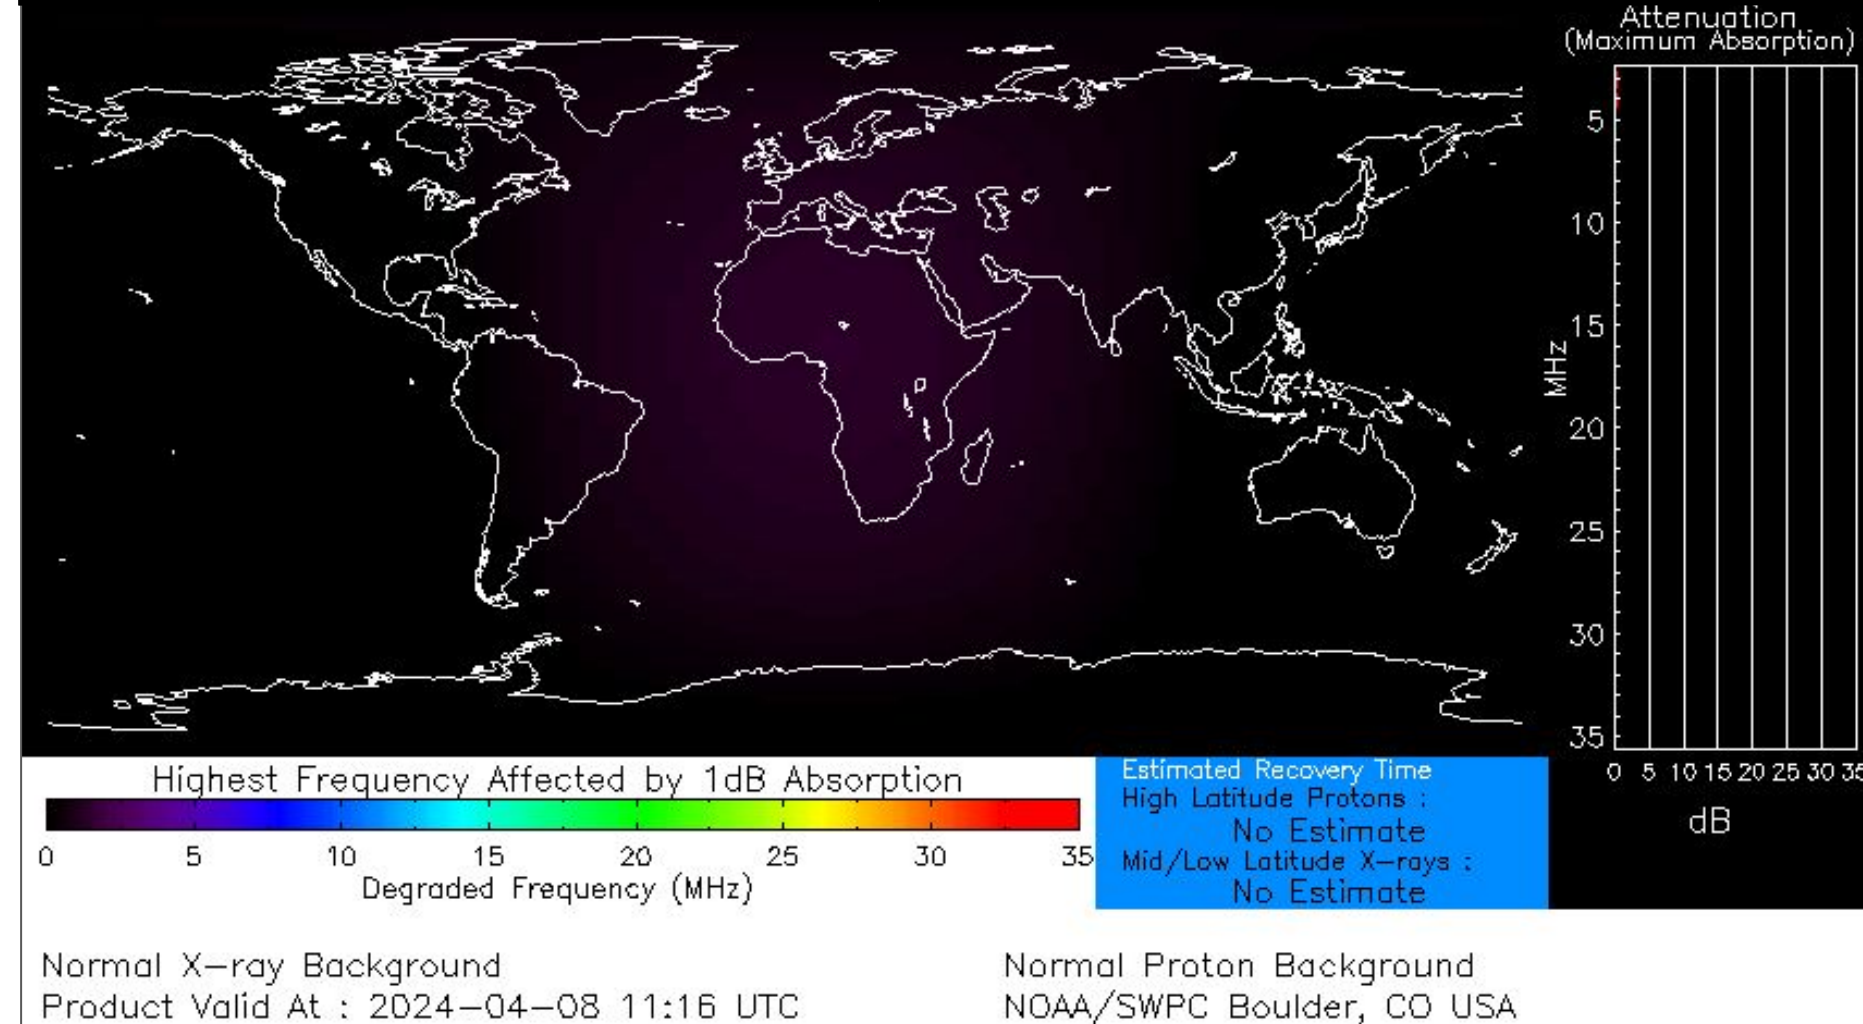 Attenuation
(Maximum Absorption)
5
10
15
20
25
30
35
MHz
0 5 10 15 20 25 30 35
dB
Highest Frequency Affected by 1dB Absorption
0 5 10 15 20 25 30 35
Degraded Frequency (MHz)
Estimated Recovery Time
High Latitude Protons :
No Estimate
Mid/Low Latitude X-rays :
No Estimate
Normal X-ray Background
Normal Proton Background
Product Valid At : 2024-04-08 11:16 UTC
NOAA/SWPC Boulder, CO USA